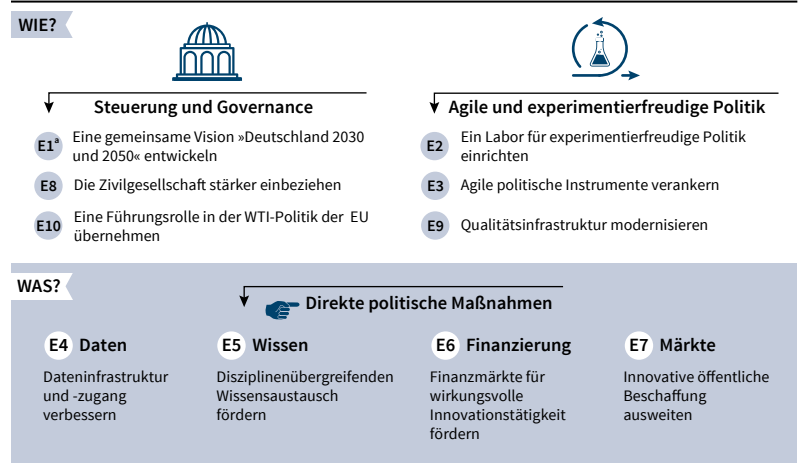 WIE?
Steuerung und Governance
E1ª Eine gemeinsame Vision »Deutschland 2030
und 2050« entwickeln
E8 Die Zivilgesellschaft stärker einbeziehen
E10 Eine Führungsrolle in der WTI-Politik der EU
übernehmen
Agile und experimentierfreudige Politik
E2 Ein Labor für experimentierfreudige Politik
einrichten
E3 Agile politische Instrumente verankern
E9 Qualitätsinfrastruktur modernisieren
WAS?
Direkte politische Maßnahmen
E4 Daten
Dateninfrastruktur
und -zugang
verbessern
E5 Wissen
Disziplinenübergreifenden
Wissensaustausch
fördern
E6 Finanzierung
Finanzmärkte für
wirkungsvolle
Innovationstätigkeit
fördern
E7 Märkte
Innovative öffentliche
Beschaffung
ausweiten